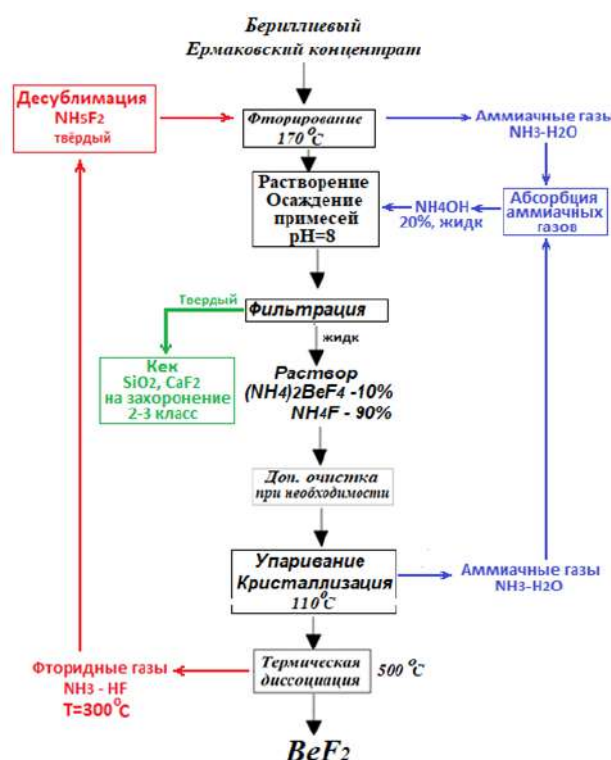 Бериллиевый
Ермаковский концентрат
Десублимация
NH5F2
твёрдый
Фторирование
170°C
Аммиачные газы
NH3-H2O
Растворение
Осаждение
примесей
pH=8
NH4OH
20%, жидк
Абсорбция
аммиачных
газов
Твердый
Фильтрация
жидк
Кек
SiO2, CaF2
на захоронение
2-3 класс
Раствор
(NH4)2BeF4 -10%
NH4F - 90%
Доп. очистка
при необходимости
Упаривание
Кристаллизация
110°C
Аммиачные газы
NH3-H2O
Фторидные газы
NH3 - HF
T=300°C
Термическая
диссоциация
500 °C
BeF2